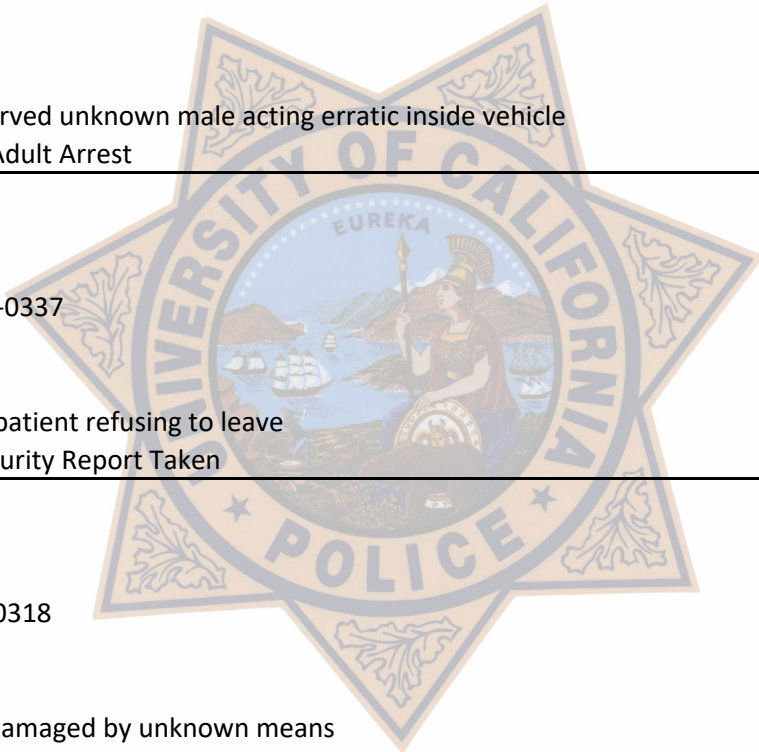 rved unknown male acting erratic inside vehicle
Adult Arrest
UNIVERSITY OF CALIFORNIA
EUREKA
-0337
patient refusing to leave
urity Report Taken
POLICE
0318
amaged by unknown means